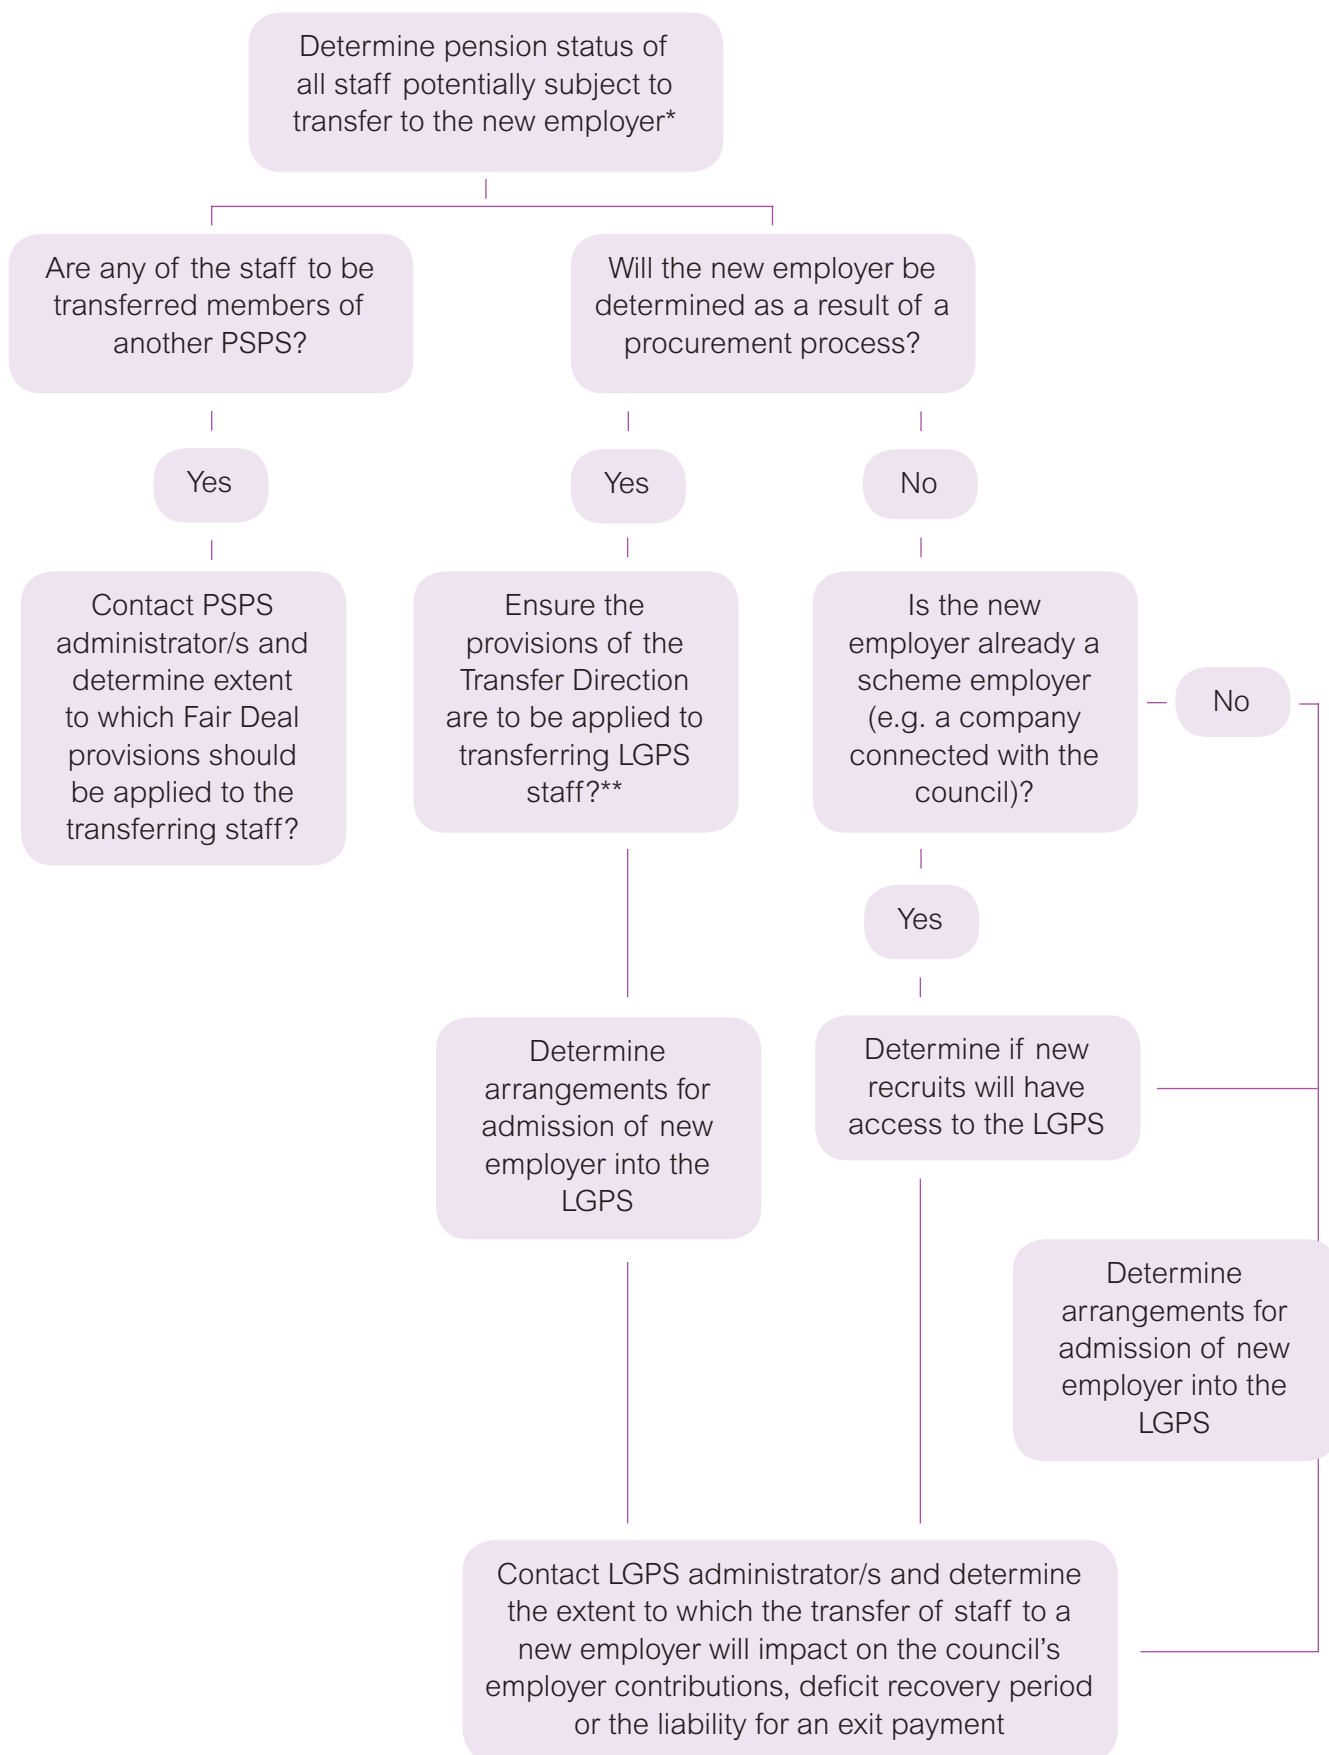 Determine pension status of
all staff potentially subject to
transfer to the new employer*
Are any of the staff to be
transferred members of
another PSPS?
Will the new employer be
determined as a result of a
procurement process?
Yes
Yes
No
Contact PSPS
administrator/s and
determine extent
to which Fair Deal
provisions should
be applied to the
transferring staff?
Ensure the
provisions of the
Transfer Direction
are to be applied to
transferring LGPS
staff?**
Is the new
employer already a
scheme employer
(e.g. a company
connected with the
council)?
No
Yes
Determine
arrangements for
admission of new
employer into the
LGPS
Determine if new
recruits will have
access to the LGPS
Determine
arrangements for
admission of new
employer into the
LGPS
Contact LGPS administrator/s and determine
the extent to which the transfer of staff to a
new employer will impact on the council’s
employer contributions, deficit recovery period
or the liability for an exit payment